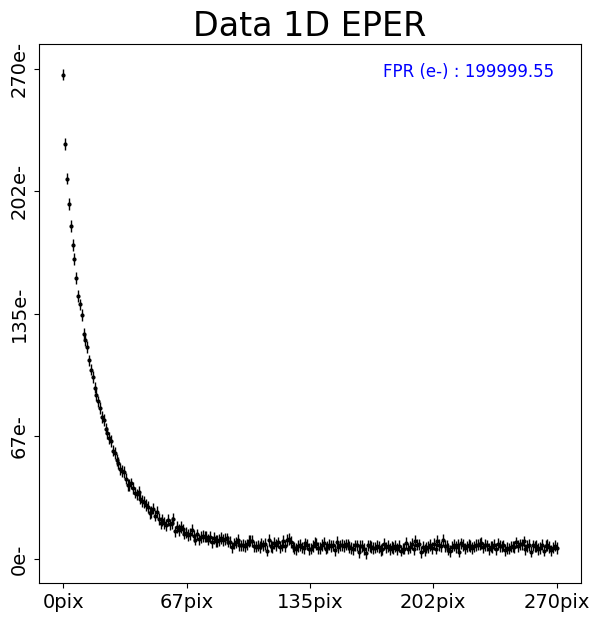 Data 1D EPER
FPR (e-) : 199999.55
270e-
202e-
135e-
67e-
0e-
0pix 67pix 135pix 202pix 270pix